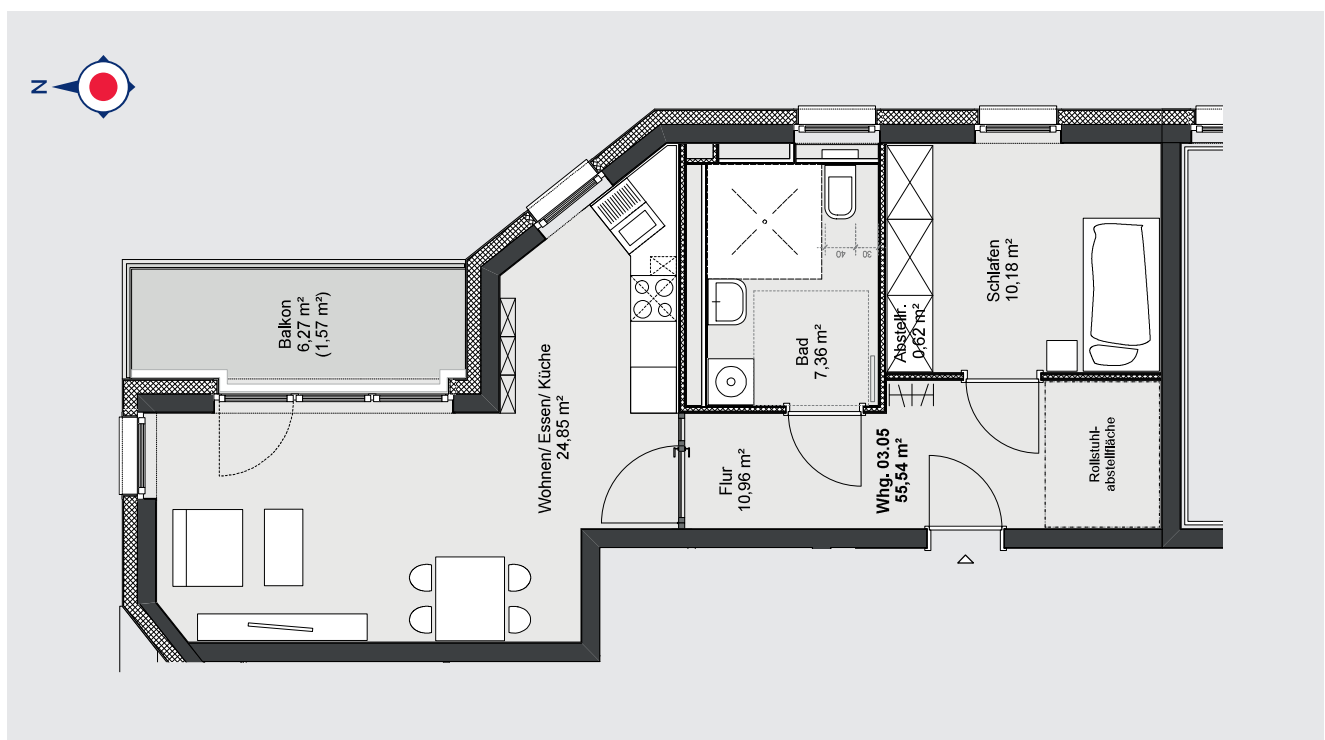 N
Balkon
6,27 m²
(1,57 m²)
Wohnen/ Essen/ Küche
24,85 m²
Flur
10,96 m²
Bad
7,36 m²
40
30
Abstellr.
0,62 m²
Schlafen
10,18 m²
Whg. 03.05
55,54 m²
Rollstuhl-
abstellfläche